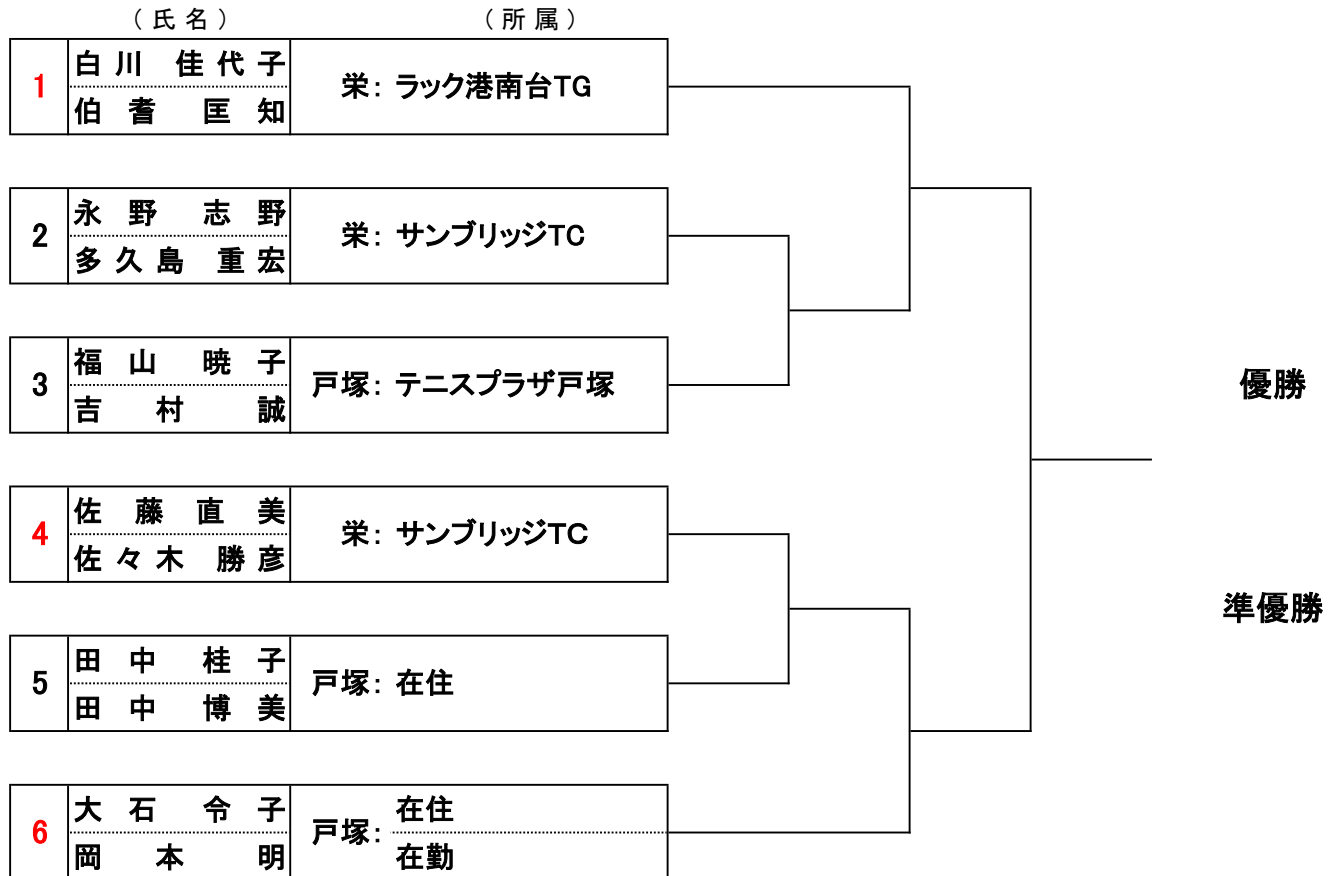 （氏名） （所属）
1 白川 佳代子 栄： ラック港南台TG
伯耆 匡知
2 永野 志野 栄： サンブリッジTC
多久島 重宏
3 福山 暁子 戸塚： テニスプラザ戸塚
吉村 誠
優勝
4 佐藤直美 栄： サンブリッジTC
佐々木 勝彦
準優勝
5 田中 桂子 戸塚： 在住
田中 博美
6 大石 令子 戸塚： 在住
岡本 明 在勤